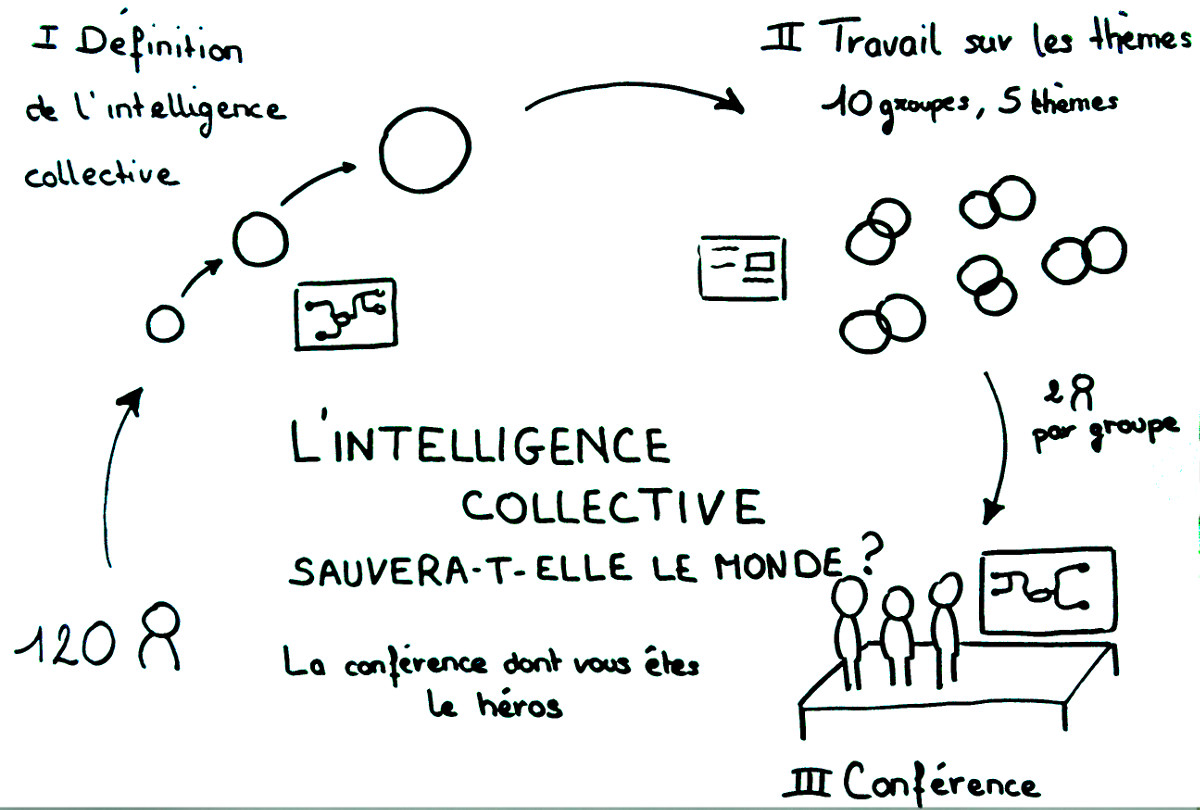 I Définition
de l'intelligence
collective
II Travail sur les thèmes
10 groupes, 5 thèmes
2
par groupe
L'INTELLIGENCE
COLLECTIVE
SAUVERA-T-ELLE LE MONDE ?
120
La conférence dont vous êtes
le héros
III Conférence